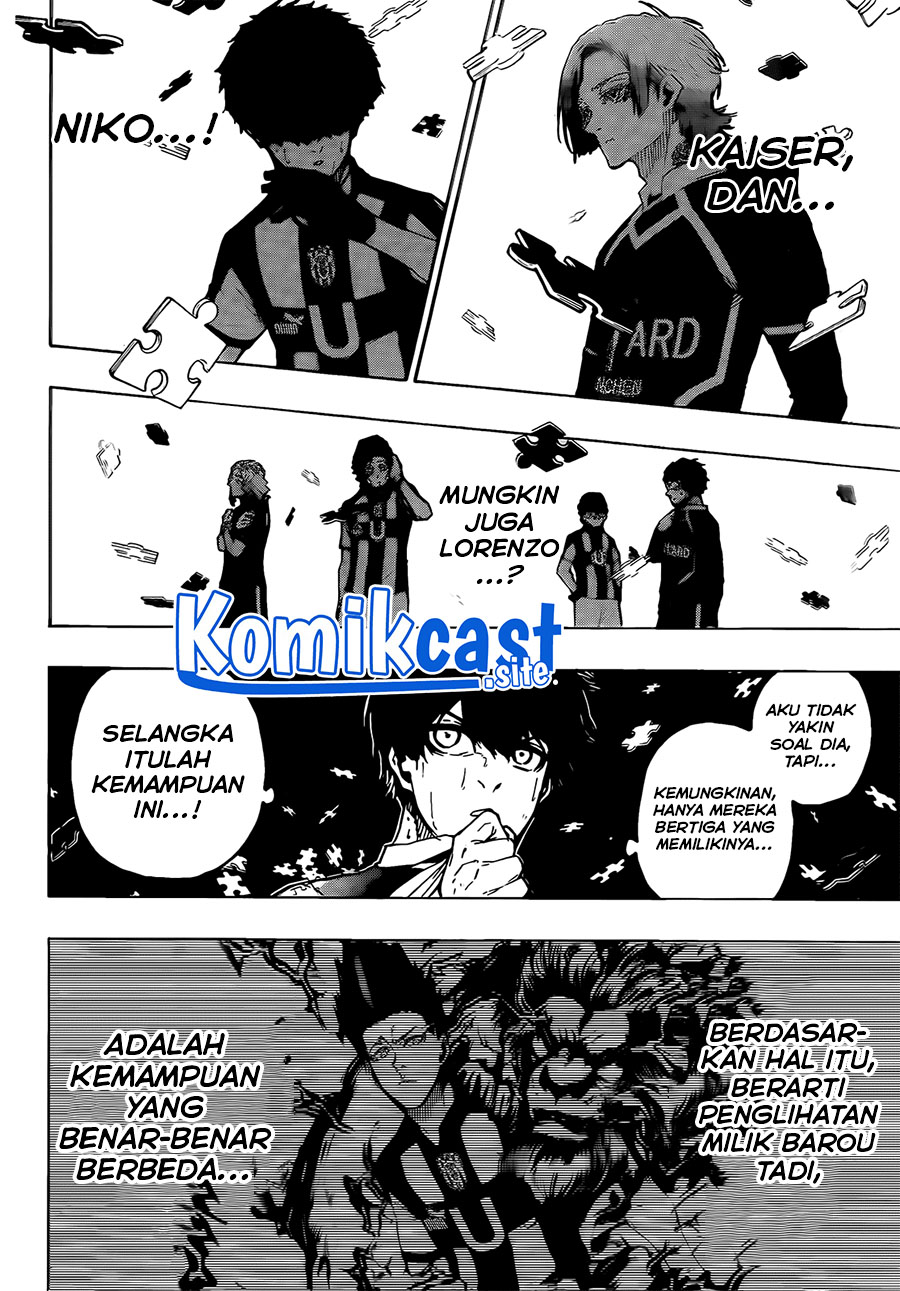 KAISER,
DAN...
NIKO...!
U
ARD
NCHEN
MUNGKIN
JUGA
LORENZO
...?
U
Komikcast
.site
AKU TIDAK
YAKIN
SOAL DIA,
TAPI...
KEMUNGKINAN,
HANYA MEREKA
BERTIGA YANG
MEMILIKINYA...
SELANGKA
ITULAH
KEMAMPUAN
INI...!
BERDASAR-
KAN HAL ITU,
BERARTI
PENGLIHATAN
MILIK BAROU
TADI,
ADALAH
KEMAMPUAN
YANG
BENAR-BENAR
BERBEDA...
U